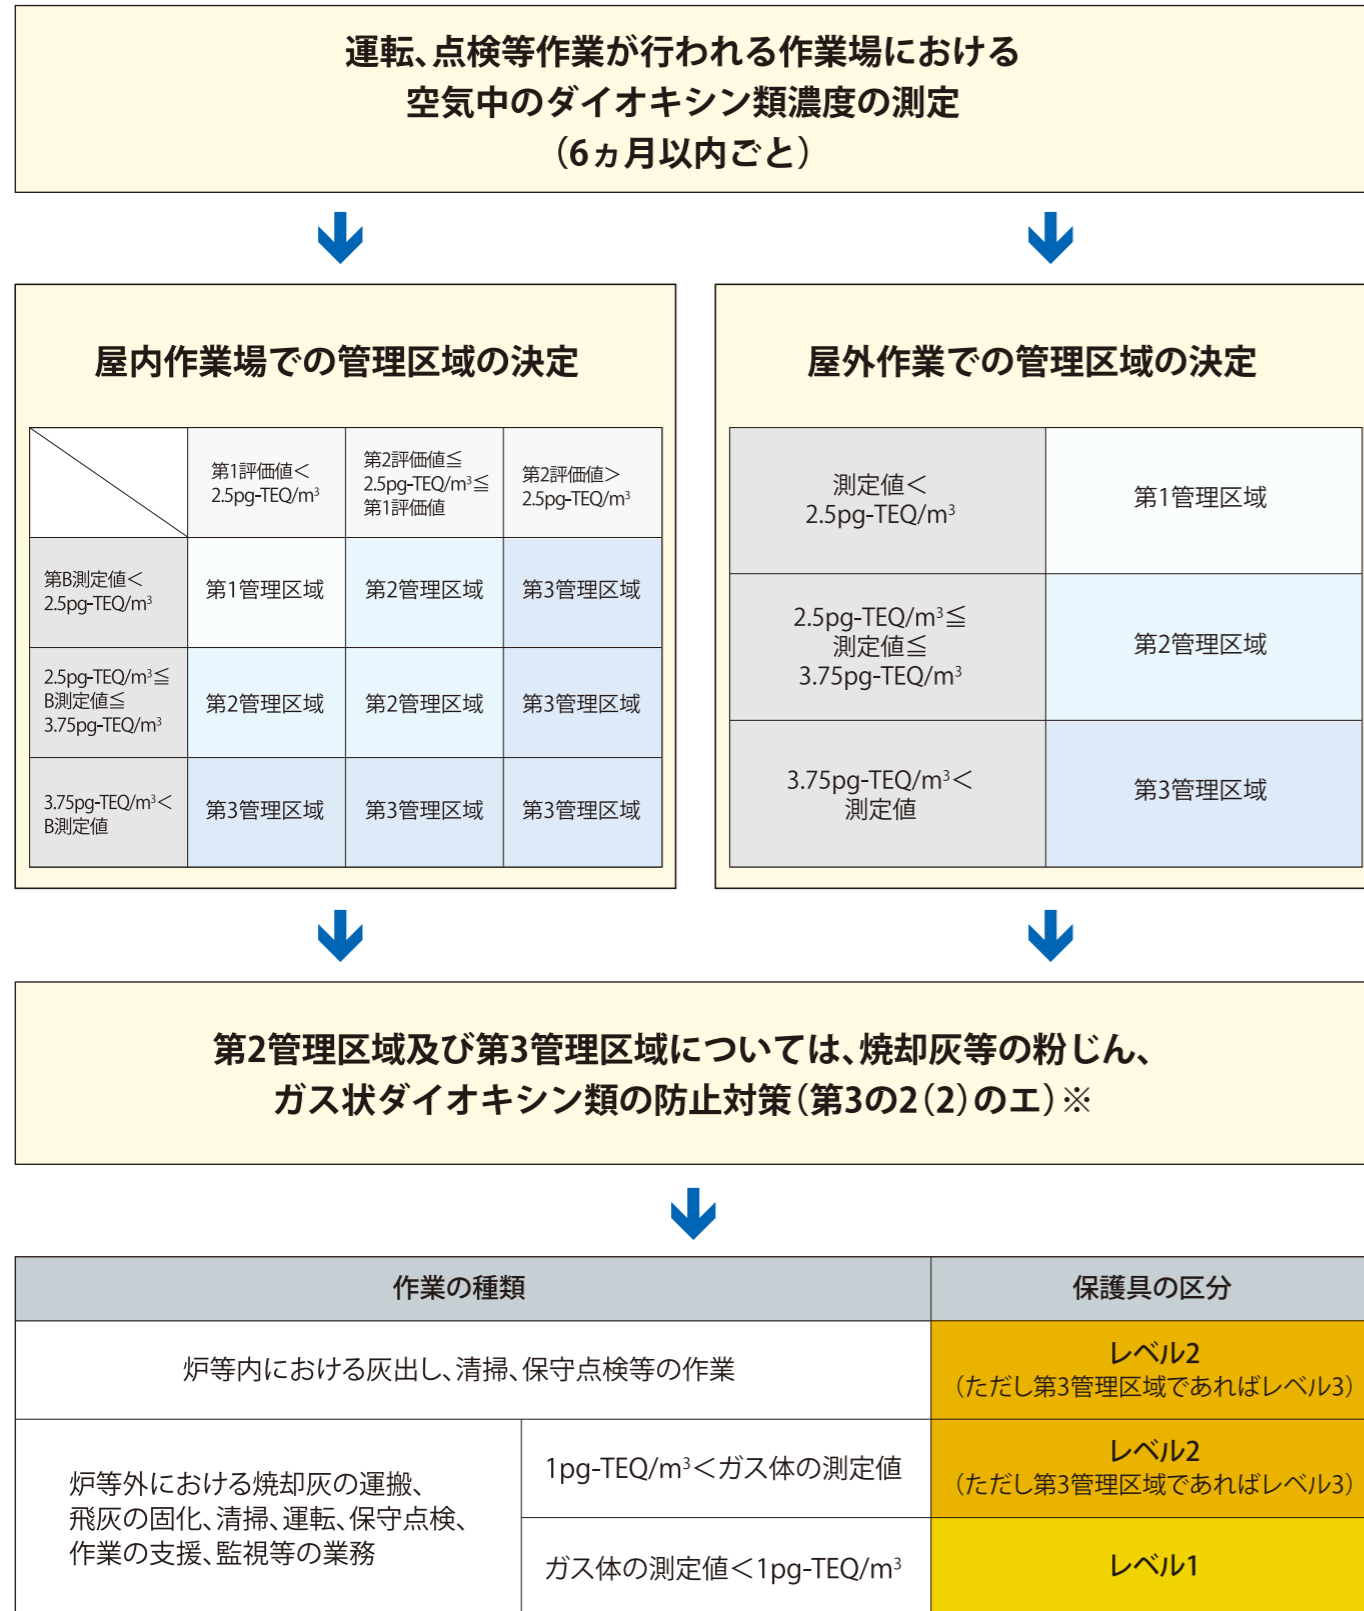 運転、点検等作業が行われる作業場における
空気中のダイオキシン類濃度の測定
（6ヵ月以内ごと）
屋内作業場での管理区域の決定
第1評価値＜
2.5pg-TEQ/m³
第2評価値≦
2.5pg-TEQ/m³≦
第1評価値
第2評価値＞
2.5pg-TEQ/m³
第B測定値＜
2.5pg-TEQ/m³
第1管理区域
第2管理区域
第3管理区域
2.5pg-TEQ/m³≦
B測定値≦
3.75pg-TEQ/m³
第2管理区域
第2管理区域
第3管理区域
3.75pg-TEQ/m³＜
B測定値
第3管理区域
第3管理区域
第3管理区域
屋外作業での管理区域の決定
測定値＜
2.5pg-TEQ/m³
第1管理区域
2.5pg-TEQ/m³≦
測定値≦
3.75pg-TEQ/m³
第2管理区域
3.75pg-TEQ/m³＜
測定値
第3管理区域
第2管理区域及び第3管理区域については、焼却灰等の粉じん、
ガス状ダイオキシン類の防止対策（第3の2（2）のエ）※
作業の種類
保護具の区分
炉等内における灰出し、清掃、保守点検等の作業
レベル2
（ただし第3管理区域であればレベル3）
炉等外における焼却灰の運搬、
飛灰の固化、清掃、運転、保守点検、
作業の支援、監視等の業務
1pg-TEQ/m³＜ガス体の測定値
レベル2
（ただし第3管理区域であればレベル3）
ガス体の測定値＜1pg-TEQ/m³
レベル1